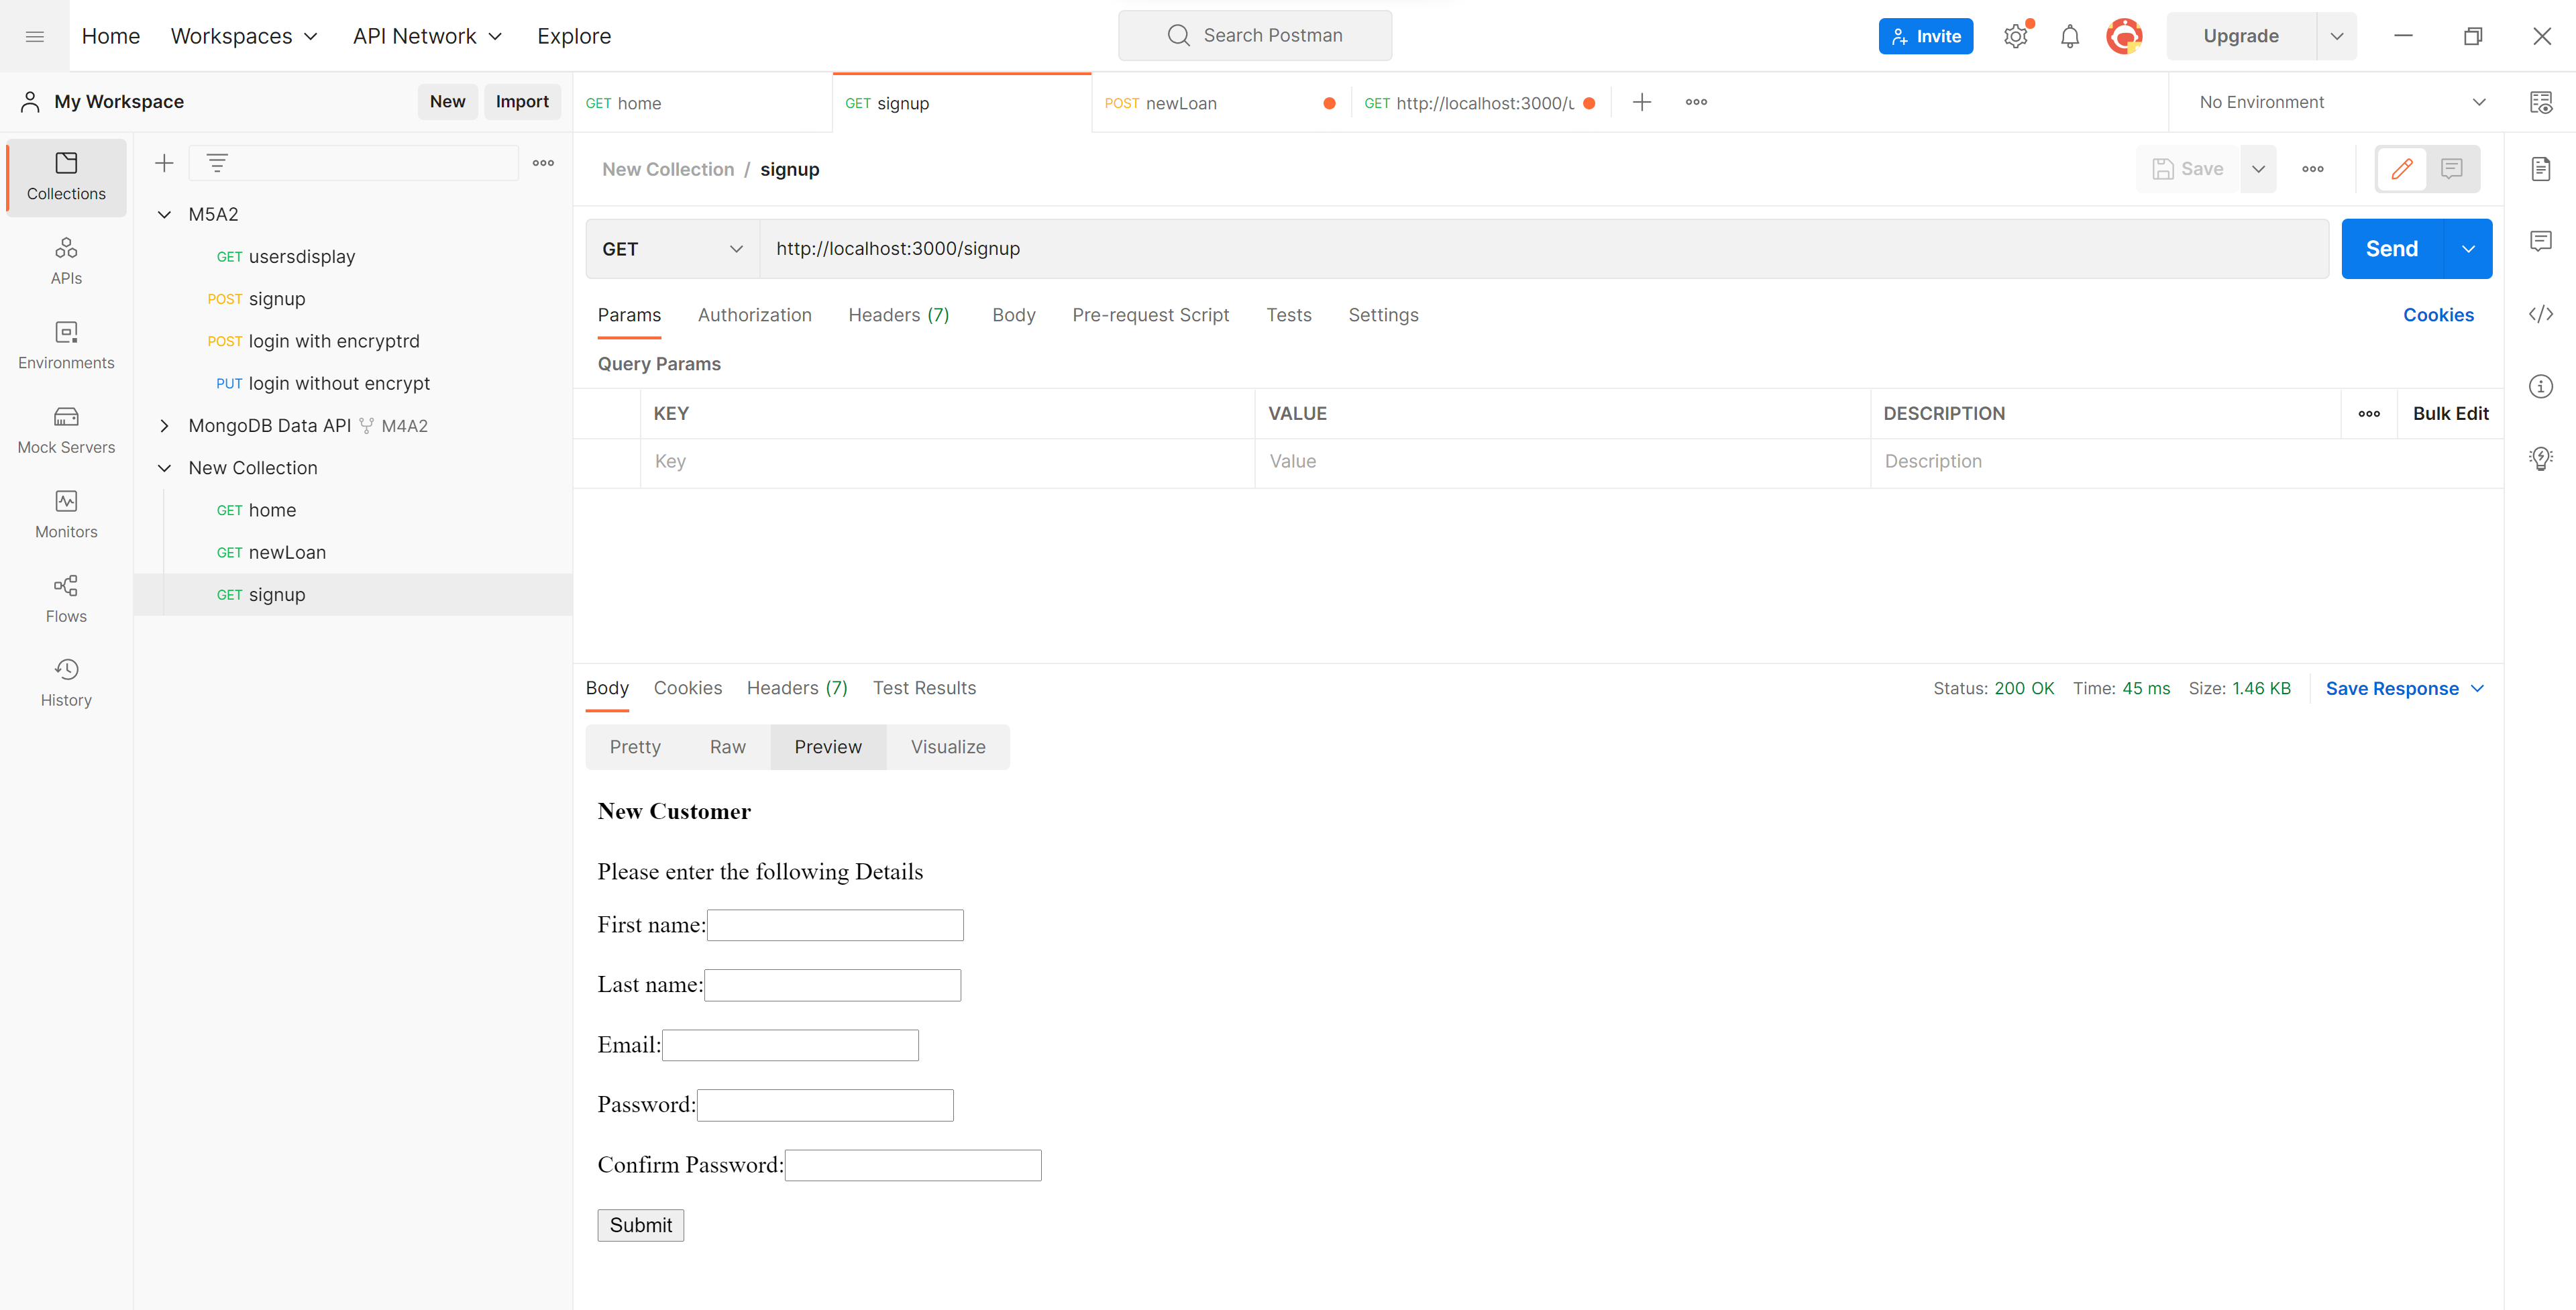 Home Workspaces API Network Explore Search Postman Invite Upgrade
My Workspace New Import GET home GET signup POST newLoan GET http://localhost:3000/u No Environment
Collections
APIs
Environments
Mock Servers
Monitors
Flows
History
M5A2
GET usersdisplay
POST signup
POST login with encryptrd
PUT login without encrypt
MongoDB Data API M4A2
New Collection
GET home
GET newLoan
GET signup
New Collection / signup Save
GET http://localhost:3000/signup Send
Params Authorization Headers (7) Body Pre-request Script Tests Settings Cookies
Query Params
KEY VALUE DESCRIPTION Bulk Edit
Key Value Description
Body Cookies Headers (7) Test Results Status: 200 OK Time: 45 ms Size: 1.46 KB Save Response
Pretty Raw Preview Visualize
New Customer
Please enter the following Details
First name:
Last name:
Email:
Password:
Confirm Password:
Submit